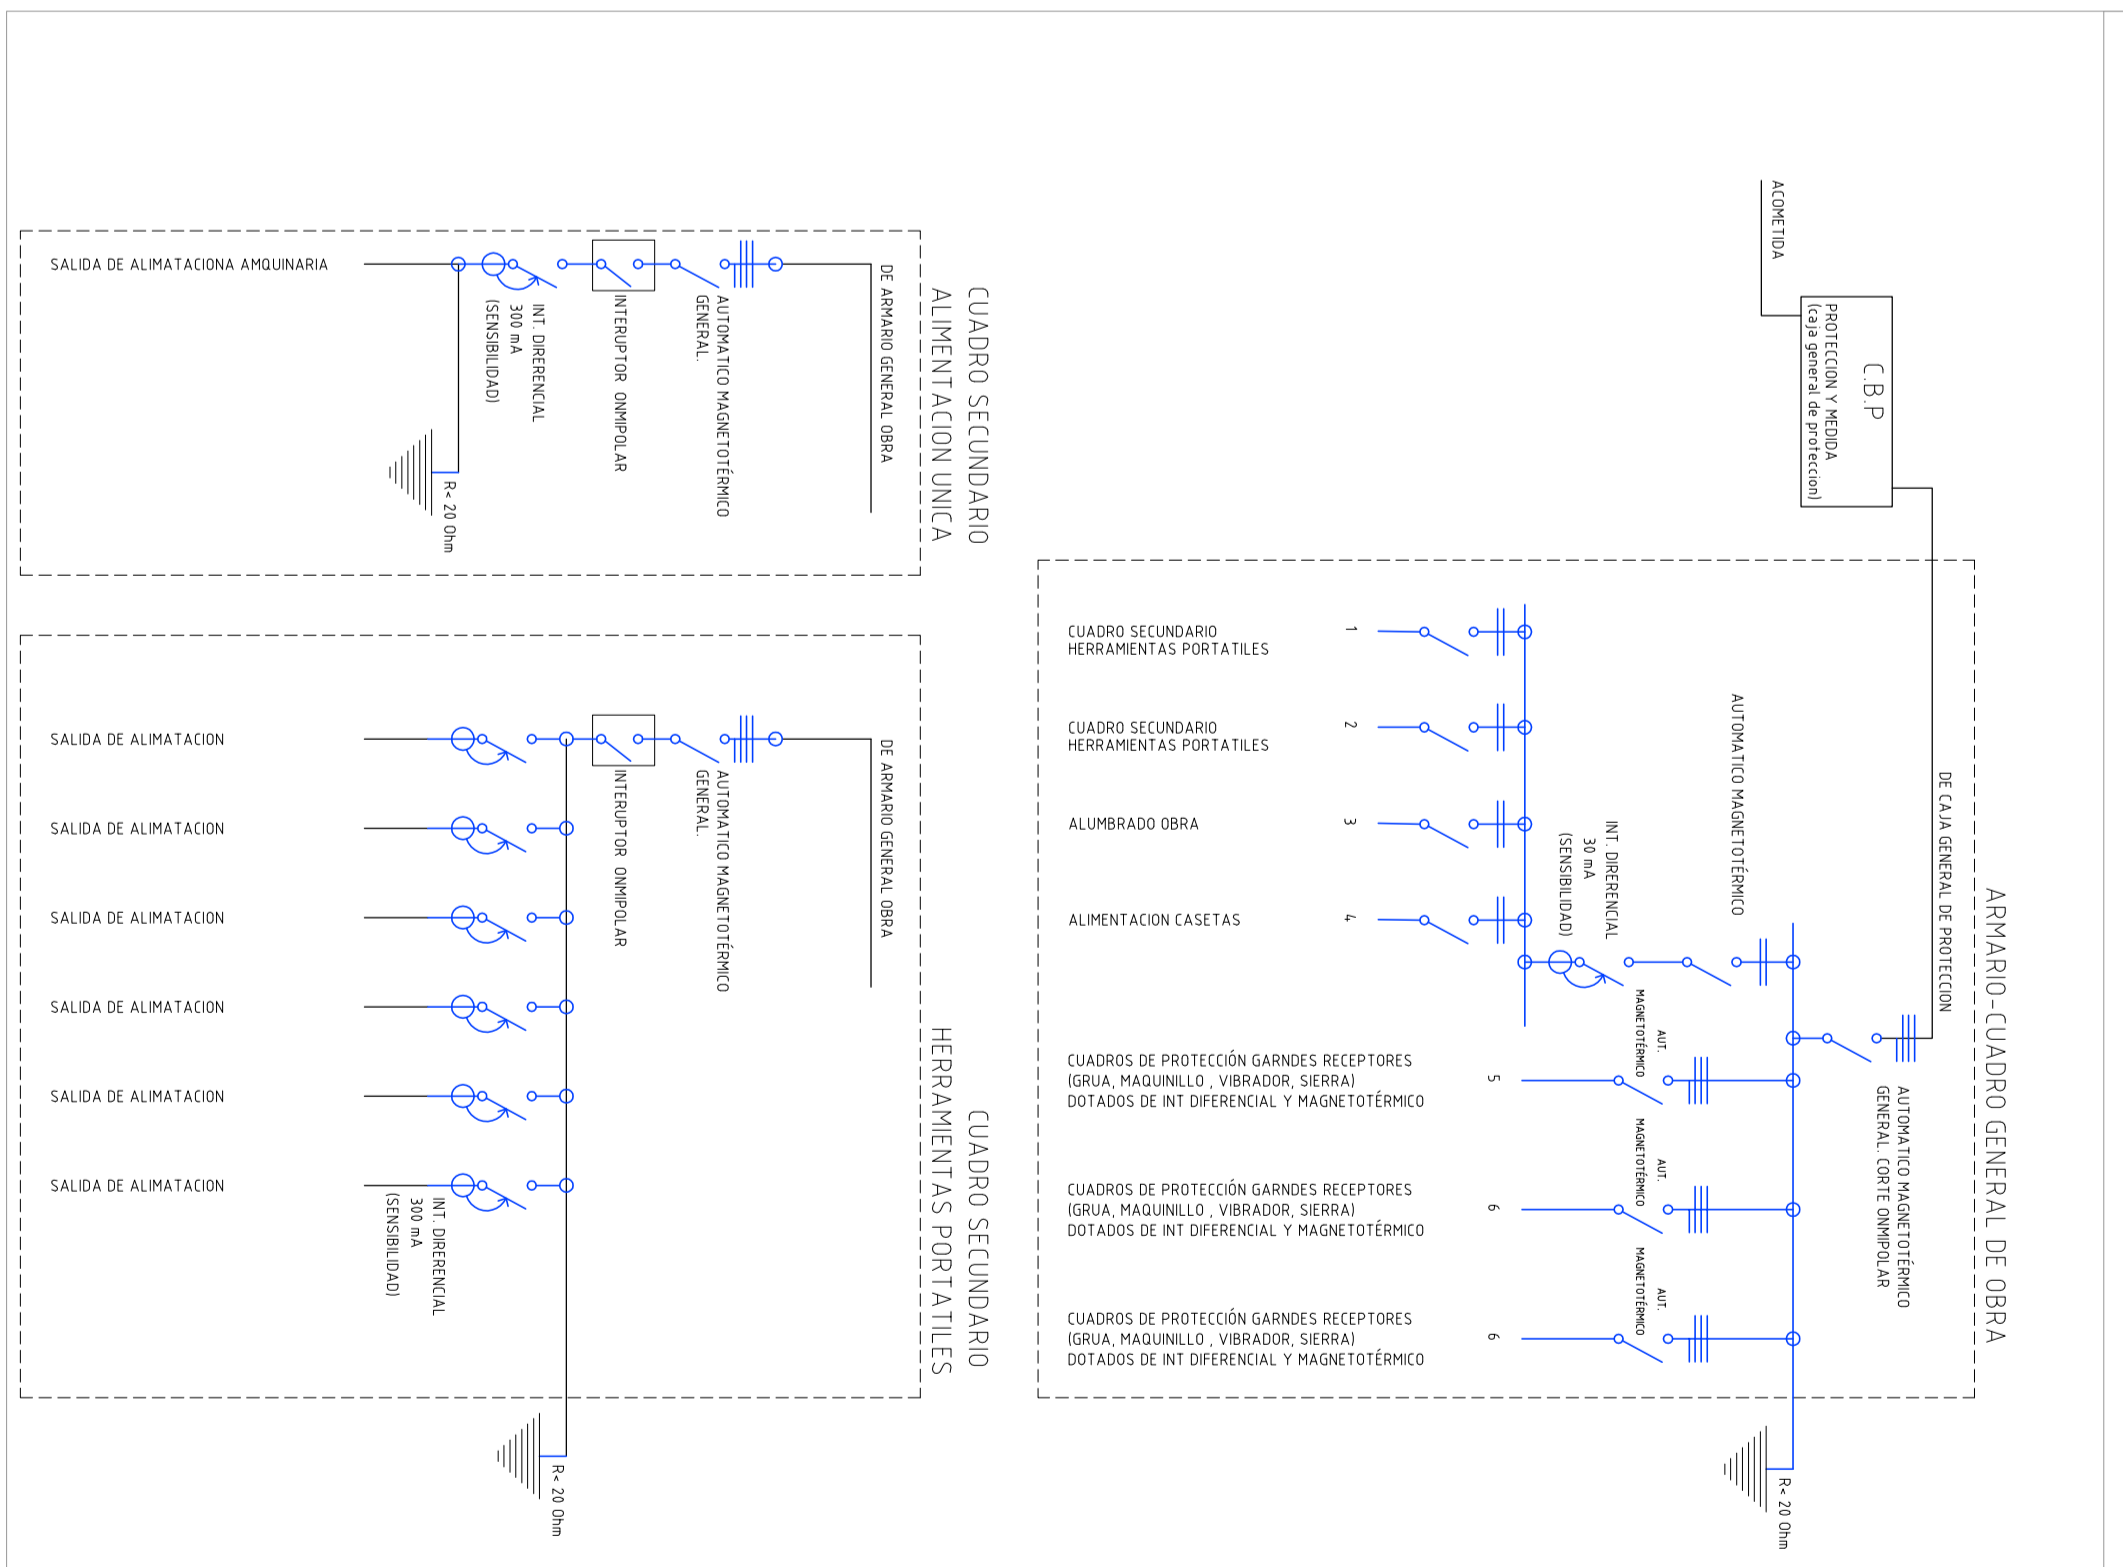 ACOMETIDA
C.B.P
PROTECCION Y MEDIDA
(caja general de proteccion)
ARMARIO-CUADRO GENERAL DE OBRA
DE CAJA GENERAL DE PROTECCION
AUTOMATICO MAGNETOTÉRMICO
GENERAL. CORTE ONMIPOLAR
AUTOMATICO MAGNETOTÉRMICO
INT. DIRERENCIAL
30 mA
(SENSIBILIDAD)
1
CUADRO SECUNDARIO
HERRAMIENTAS PORTATILES
2
CUADRO SECUNDARIO
HERRAMIENTAS PORTATILES
3
ALUMBRADO OBRA
4
ALIMENTACION CASETAS
AUT.
MAGNETOTÉRMICO
5
CUADROS DE PROTECCIÓN GARNDES RECEPTORES
(GRUA, MAQUINILLO , VIBRADOR, SIERRA)
DOTADOS DE INT DIFERENCIAL Y MAGNETOTÉRMICO
AUT.
MAGNETOTÉRMICO
6
CUADROS DE PROTECCIÓN GARNDES RECEPTORES
(GRUA, MAQUINILLO , VIBRADOR, SIERRA)
DOTADOS DE INT DIFERENCIAL Y MAGNETOTÉRMICO
AUT.
MAGNETOTÉRMICO
6
CUADROS DE PROTECCIÓN GARNDES RECEPTORES
(GRUA, MAQUINILLO , VIBRADOR, SIERRA)
DOTADOS DE INT DIFERENCIAL Y MAGNETOTÉRMICO
R< 20 Ohm
CUADRO SECUNDARIO
ALIMENTACION UNICA
DE ARMARIO GENERAL OBRA
AUTOMATICO MAGNETOTÉRMICO
GENERAL.
INTERUPTOR ONMIPOLAR
INT. DIRERENCIAL
300 mA
(SENSIBILIDAD)
R< 20 Ohm
SALIDA DE ALIMATACIONA AMQUINARIA
CUADRO SECUNDARIO
HERRAMIENTAS PORTATILES
DE ARMARIO GENERAL OBRA
AUTOMATICO MAGNETOTÉRMICO
GENERAL.
INTERUPTOR ONMIPOLAR
SALIDA DE ALIMATACION
SALIDA DE ALIMATACION
SALIDA DE ALIMATACION
SALIDA DE ALIMATACION
SALIDA DE ALIMATACION
SALIDA DE ALIMATACION
INT. DIRERENCIAL
300 mA
(SENSIBILIDAD)
R< 20 Ohm